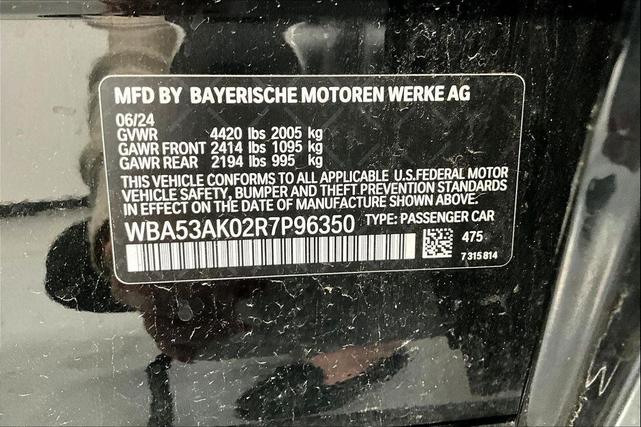 MFD BY BAYERISCHE MOTOREN WERKE AG
06/24
GVWR 4420 lbs 2005 kg
GAWR FRONT 2414 lbs 1095 kg
GAWR REAR 2194 lbs 995 kg
THIS VEHICLE CONFORMS TO ALL APPLICABLE U.S.FEDERAL MOTOR
VEHICLE SAFETY, BUMPER AND THEFT PREVENTION STANDARDS
IN EFFECT ON THE DATE OF MANUFACTURE SHOWN ABOVE.
WBA53AK02R7P96350 TYPE: PASSENGER CAR
475
7 315 814